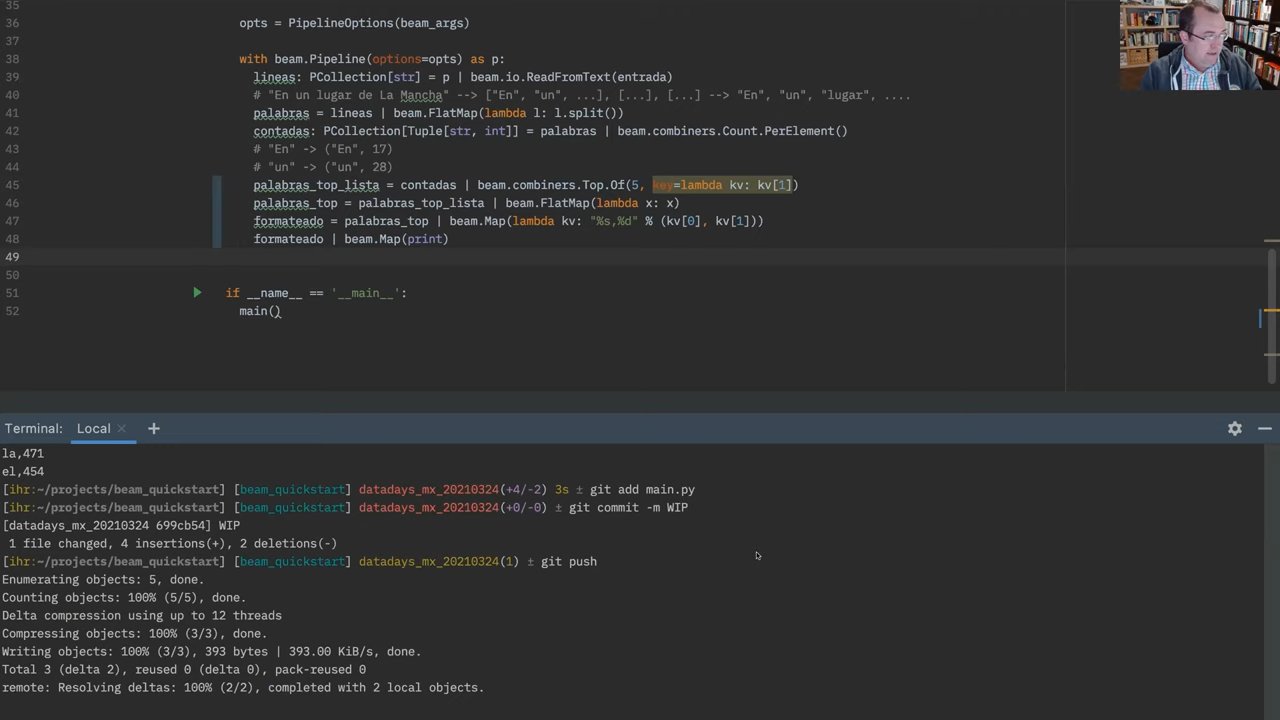 35
36 opts = PipelineOptions(beam_args)
37
38 with beam.Pipeline(options=opts) as p:
39 lineas: PCollection[str] = p | beam.io.ReadFromText(entrada)
40 # "En un lugar de La Mancha" --> ["En", "un", ...], [...], [...] --> "En", "un", "lugar", ....
41 palabras = lineas | beam.FlatMap(lambda l: l.split())
42 contadas: PCollection[Tuple[str, int]] = palabras | beam.combiners.Count.PerElement()
43 # "En" -> ("En", 17)
44 # "un" -> ("un", 28)
45 palabras_top_lista = contadas | beam.combiners.Top.Of(5, key=lambda kv: kv[1])
46 palabras_top = palabras_top_lista | beam.FlatMap(lambda x: x)
47 formateado = palabras_top | beam.Map(lambda kv: "%s,%d" % (kv[0], kv[1]))
48 formateado | beam.Map(print)
49
50
51 if __name__ == '__main__':
52 main()
Terminal: Local × +
la,471
el,454
[ihr:~/projects/beam_quickstart] [beam_quickstart] datadays_mx_20210324(+4/-2) 3s ± git add main.py
[ihr:~/projects/beam_quickstart] [beam_quickstart] datadays_mx_20210324(+0/-0) ± git commit -m WIP
[datadays_mx_20210324 699cb54] WIP
1 file changed, 4 insertions(+), 2 deletions(-)
[ihr:~/projects/beam_quickstart] [beam_quickstart] datadays_mx_20210324(1) ± git push
Enumerating objects: 5, done.
Counting objects: 100% (5/5), done.
Delta compression using up to 12 threads
Compressing objects: 100% (3/3), done.
Writing objects: 100% (3/3), 393 bytes | 393.00 KiB/s, done.
Total 3 (delta 2), reused 0 (delta 0), pack-reused 0
remote: Resolving deltas: 100% (2/2), completed with 2 local objects.